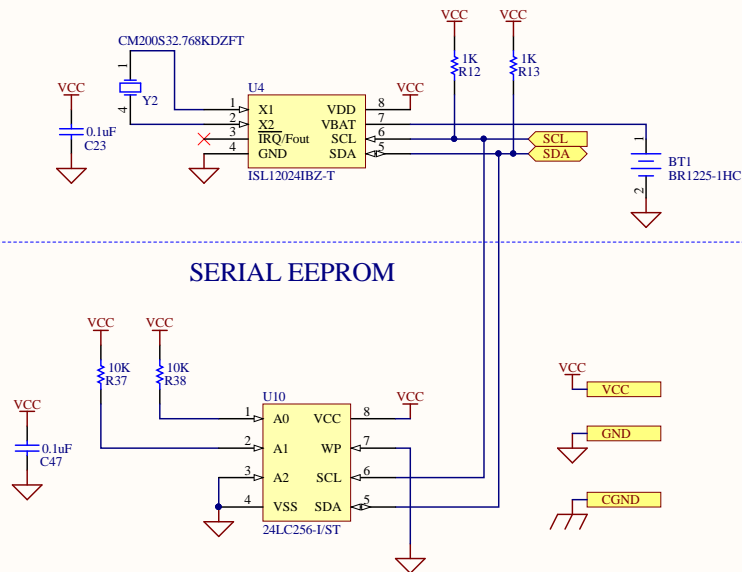 CM200S32.768KDZFT
1
4
Y2
VCC
0.1uF
C23
U4
1 X1 VDD 8
2 X2 VBAT 7
3 IRQ/Fout SCL 6
4 GND SDA 5
ISL12024IBZ-T
VCC
VCC
1K
R12
VCC
1K
R13
SCL
SDA
1
BT1
BR1225-1HC
2
SERIAL EEPROM
VCC
10K
R37
VCC
10K
R38
VCC
0.1uF
C47
U10
1 A0 VCC 8
2 A1 WP 7
3 A2 SCL 6
4 VSS SDA 5
24LC256-I/ST
VCC
VCC
VCC
GND
CGND